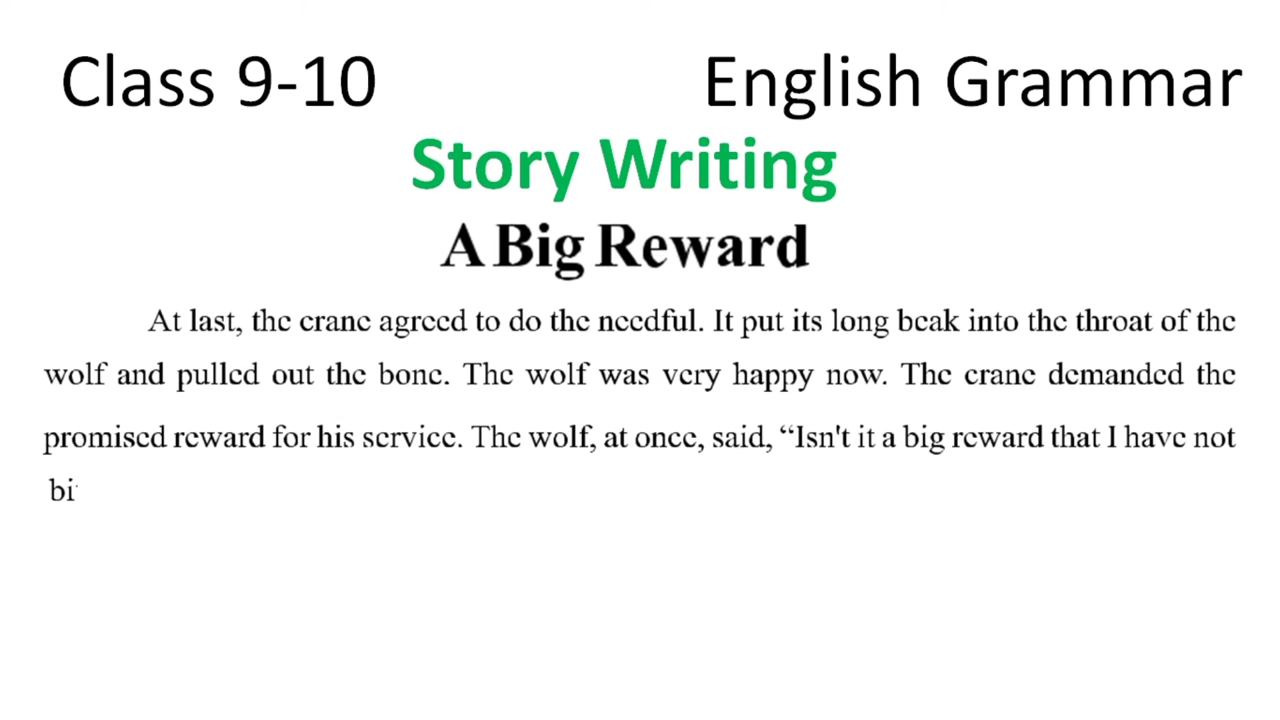 Class 9-10 English Grammar
Story Writing
A Big Reward
At last, the crane agreed to do the needful. It put its long beak into the throat of the
wolf and pulled out the bone. The wolf was very happy now. The crane demanded the
promised reward for his service. The wolf, at once, said, “Isn't it a big reward that I have not
bi